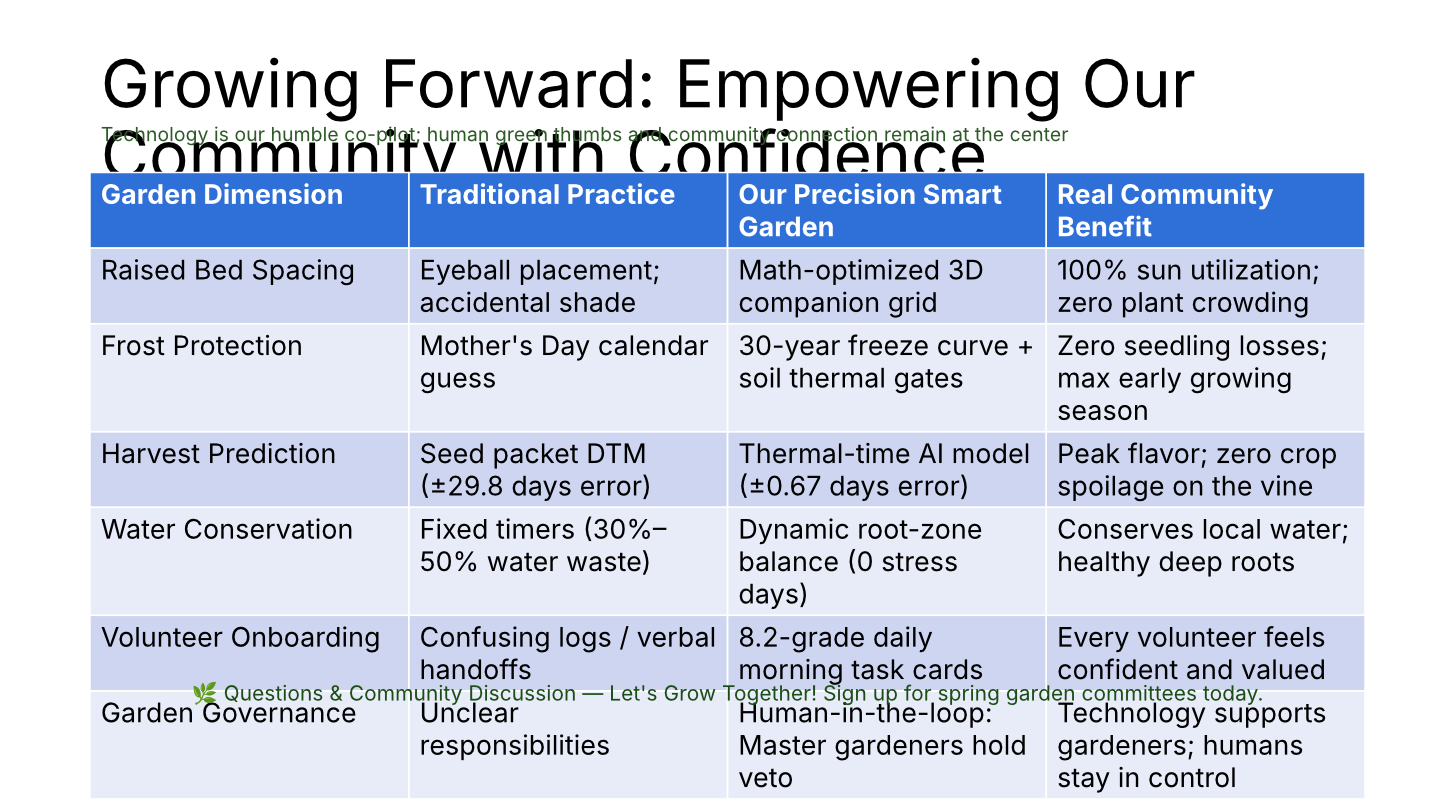 Growing Forward: Empowering Our
Community with Confidence
Technology is our humble co-pilot; human green thumbs and community connection remain at the center
Garden Dimension
Traditional Practice
Our Precision Smart
Garden
Real Community
Benefit
Raised Bed Spacing
Eyeball placement;
accidental shade
Math-optimized 3D
companion grid
100% sun utilization;
zero plant crowding
Frost Protection
Mother's Day calendar
guess
30-year freeze curve +
soil thermal gates
Zero seedling losses;
max early growing
season
Harvest Prediction
Seed packet DTM
(±29.8 days error)
Thermal-time AI model
(±0.67 days error)
Peak flavor; zero crop
spoilage on the vine
Water Conservation
Fixed timers (30%–
50% water waste)
Dynamic root-zone
balance (0 stress
days)
Conserves local water;
healthy deep roots
Volunteer Onboarding
Confusing logs / verbal
handoffs
8.2-grade daily
morning task cards
Every volunteer feels
confident and valued
🌿 Questions & Community Discussion — Let's Grow Together! Sign up for spring garden committees today.
Garden Governance
Unclear
responsibilities
Human-in-the-loop:
Master gardeners hold
veto
Technology supports
gardeners; humans
stay in control